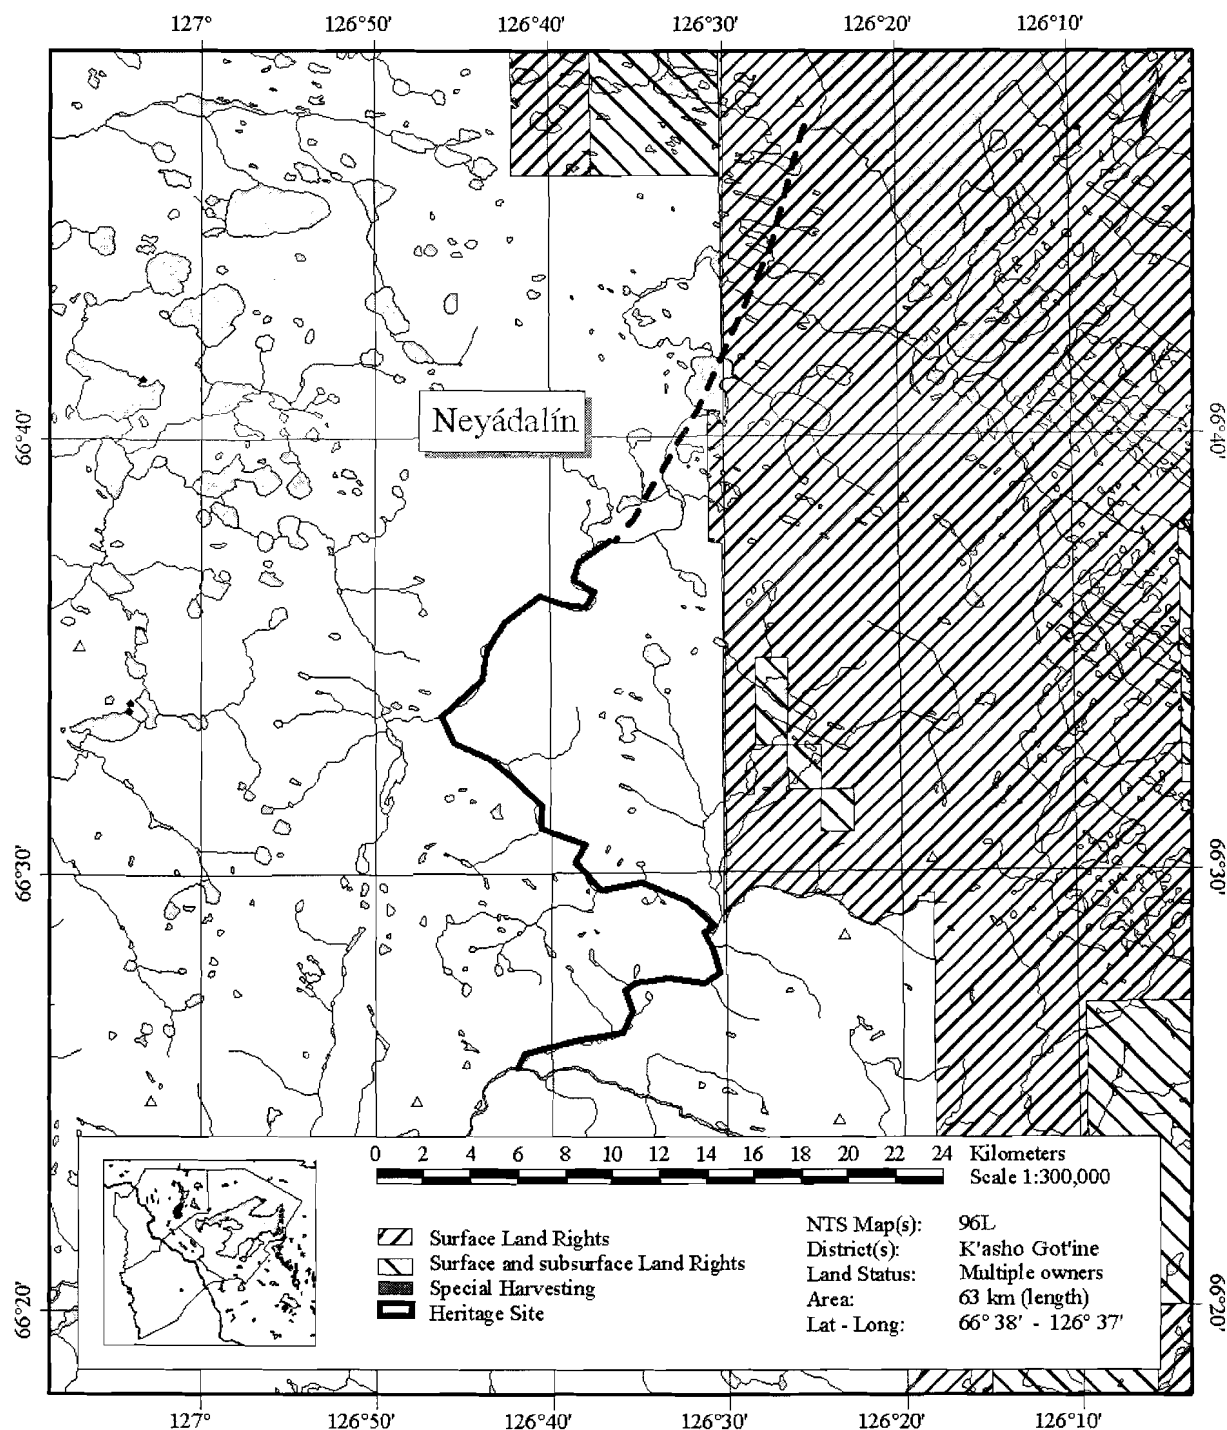 127° 126°50' 126°40' 126°30' 126°20' 126°10'
Neyádalín
66°40' 66°40'
66°30' 66°30'
0 2 4 6 8 10 12 14 16 18 20 22 24 Kilometers
Scale 1:300,000
Surface Land Rights
Surface and subsurface Land Rights
Special Harvesting
Heritage Site
NTS Map(s): 96L
District(s): K'asho Got'ine
Land Status: Multiple owners
Area: 63 km (length)
Lat - Long: 66° 38' - 126° 37'
66°20' 66°20'
127° 126°50' 126°40' 126°30' 126°20' 126°10'